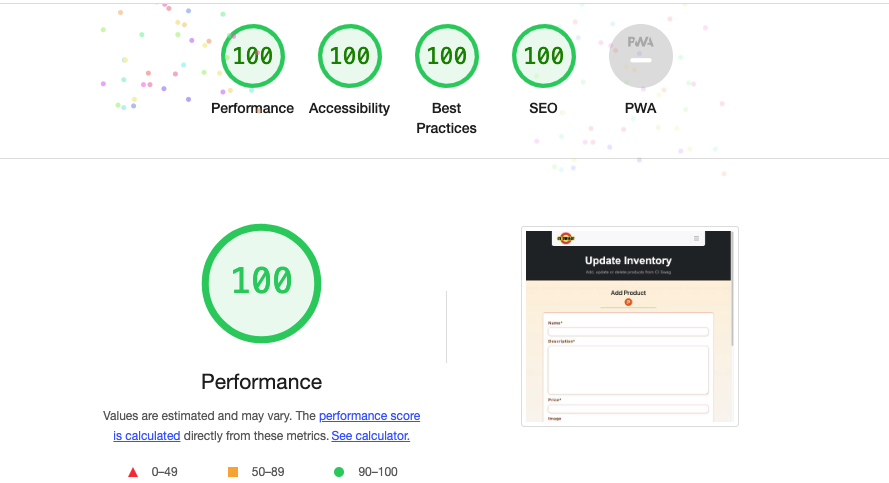 100 100 100 100 PWA
Performance Accessibility Best Practices SEO PWA
100
Performance
Values are estimated and may vary. The performance score
is calculated directly from these metrics. See calculator.
0–49 50–89 90–100
Update Inventory
Add, update or delete products from CI Swag
Add Product
Name*
Description*
Price*
Image